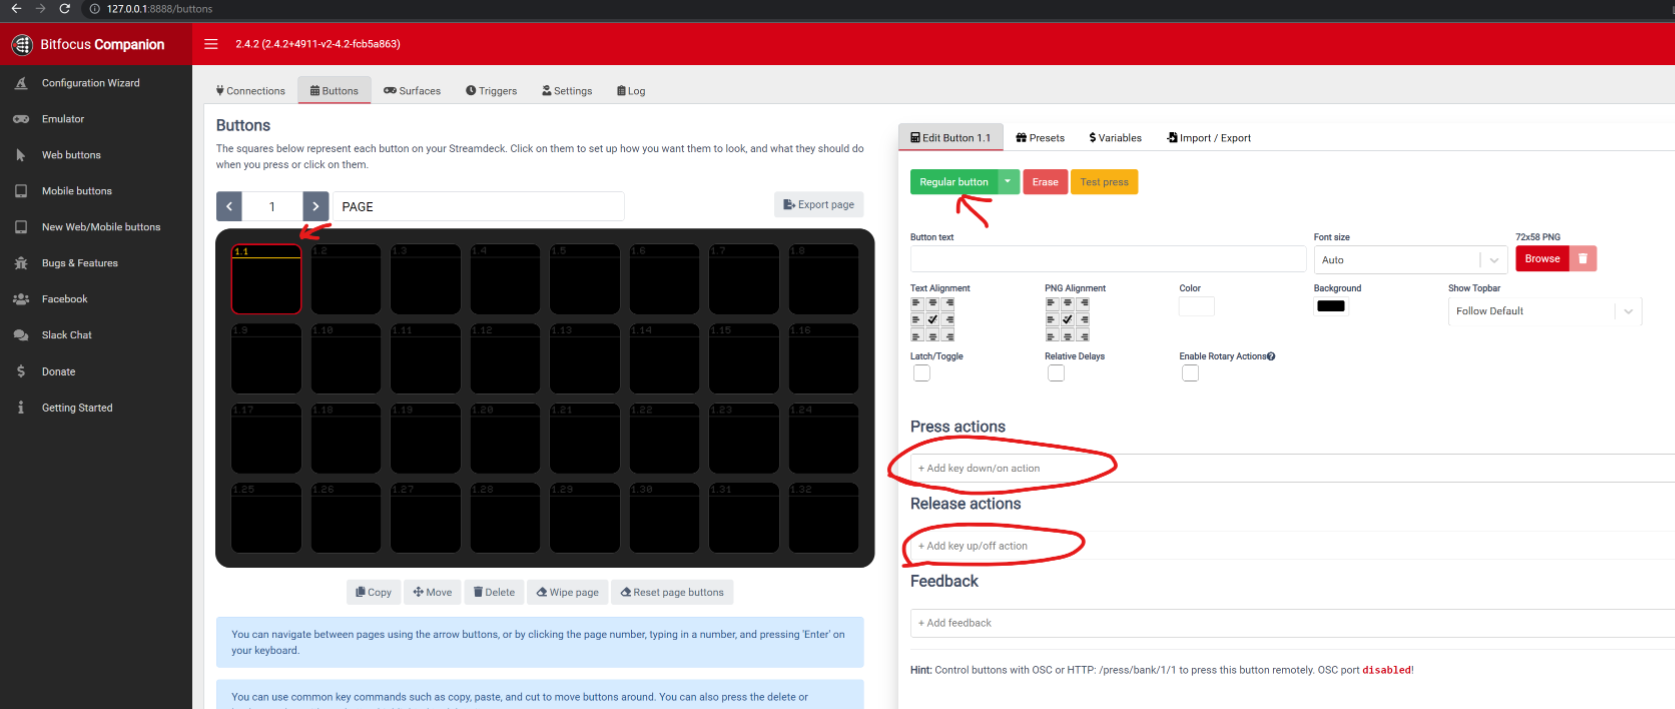 127.0.0.1:8888/buttons
Bitfocus Companion
2.4.2 (2.4.2+4911-v2-4.2-fcb5a863)
Configuration Wizard
Emulator
Web buttons
Mobile buttons
New Web/Mobile buttons
Bugs & Features
Facebook
Slack Chat
Donate
Getting Started
Connections Buttons Surfaces Triggers Settings Log
Buttons
The squares below represent each button on your Streamdeck. Click on them to set up how you want them to look, and what they should do
when you press or click on them.
1 PAGE Export page
1.1 1.2 1.3 1.4 1.5 1.6 1.7 1.8
1.9 1.10 1.11 1.12 1.13 1.14 1.15 1.16
1.17 1.18 1.19 1.20 1.21 1.22 1.23 1.24
1.25 1.26 1.27 1.28 1.29 1.30 1.31 1.32
Copy Move Delete Wipe page Reset page buttons
You can navigate between pages using the arrow buttons, or by clicking the page number, typing in a number, and pressing 'Enter' on
your keyboard.
You can use common key commands such as copy, paste, and cut to move buttons around. You can also press the delete or
Edit Button 1.1 Presets Variables Import / Export
Regular button Erase Test press
Button text Font size 72x58 PNG
Auto Browse
Text Alignment PNG Alignment Color Background Show Topbar
Follow Default
Latch/Toggle Relative Delays Enable Rotary Actions
Press actions
+ Add key down/on action
Release actions
+ Add key up/off action
Feedback
+ Add feedback
Hint: Control buttons with OSC or HTTP: /press/bank/1/1 to press this button remotely. OSC port disabled!